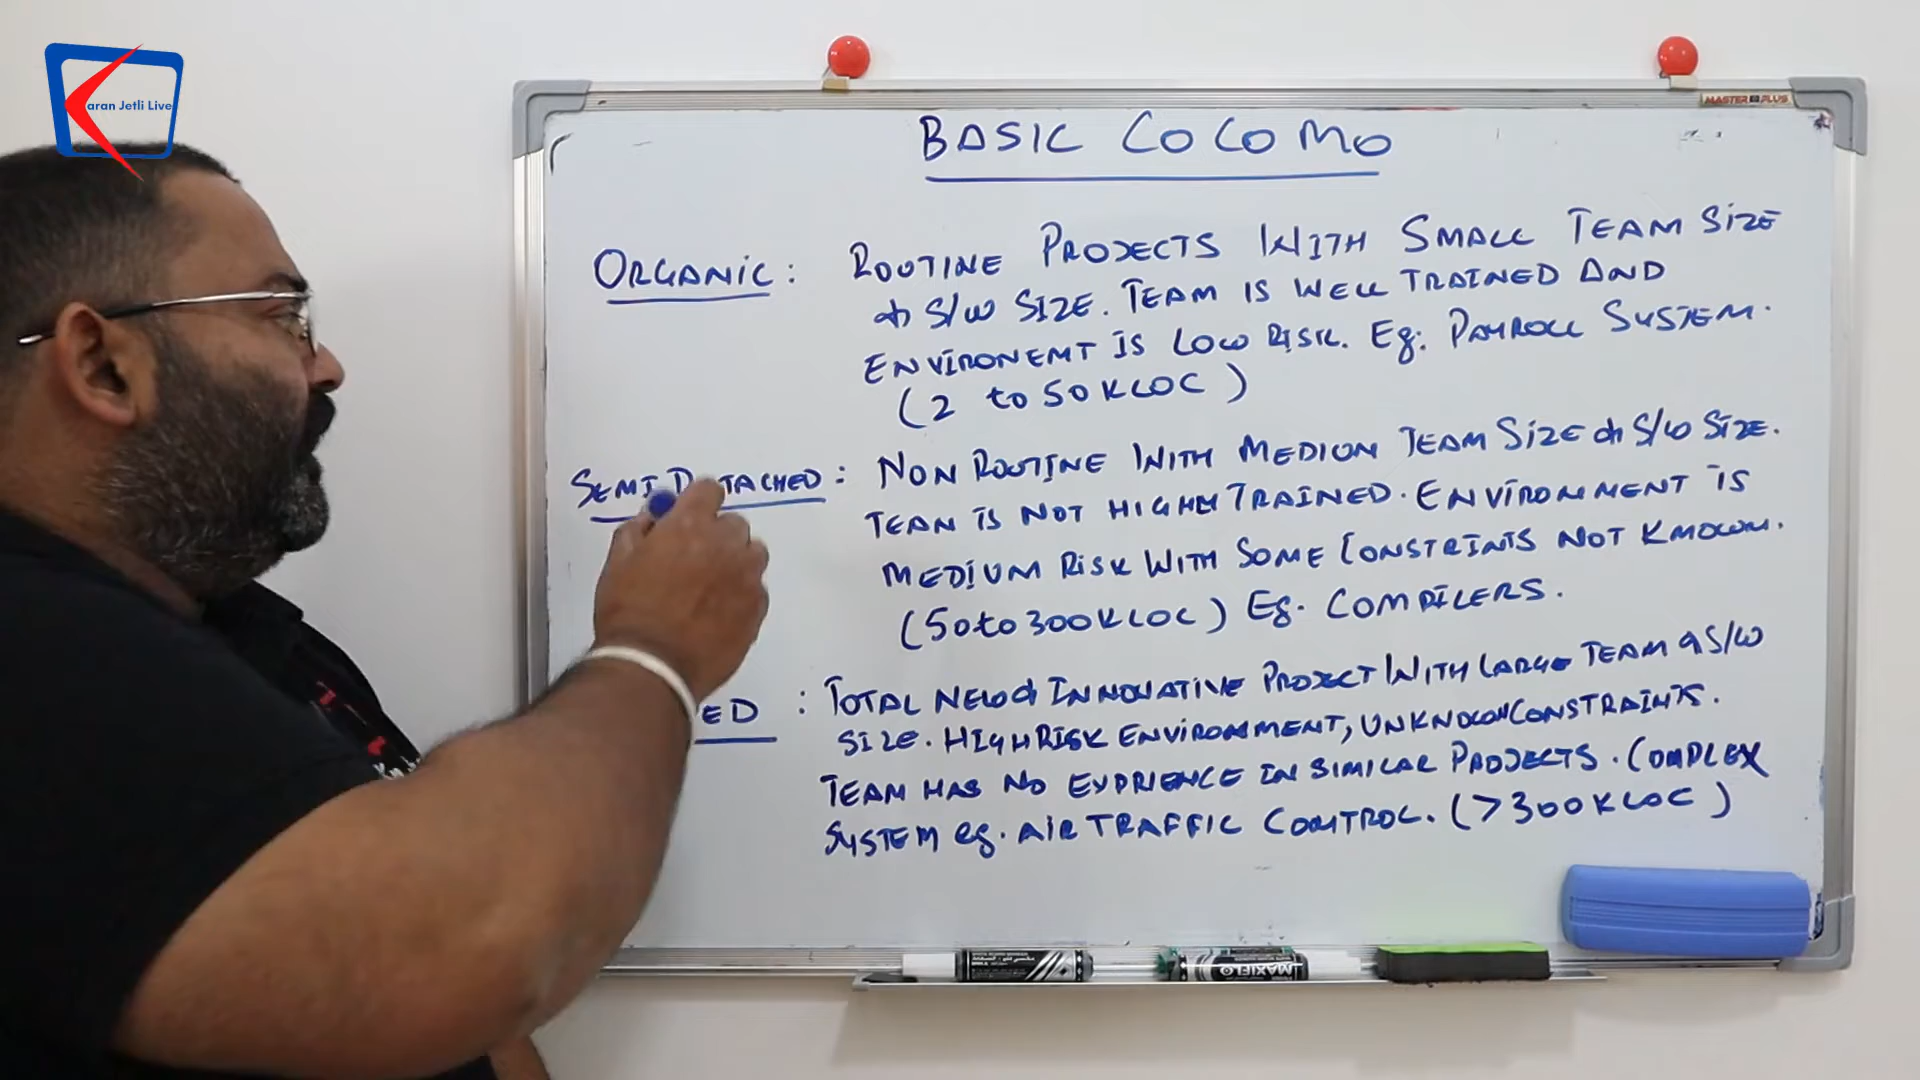 aran Jetli Live
MASTER PLUS
BASIC COCOMO
ORGANIC : ROUTINE PROJECTS WITH SMALL TEAM SIZE
& S/W SIZE. TEAM IS WELL TRAINED AND
ENVIRONEMT IS LOW RISK. Eg: PAYROLL SYSTEM.
(2 to 50 KLOC)
SEMI D TACHED : NON ROUTINE WITH MEDIUM TEAM SIZE & S/W SIZE.
TEAM IS NOT HIGHLY TRAINED. ENVIRONMENT IS
MEDIUM RISK WITH SOME CONSTRINTS NOT KNOWN.
(50 to 300 KLOC) Eg. COMPILERS.
ED : TOTAL NEW & INNOVATIVE PROJECT WITH LARGE TEAM & S/W
SIZE. HIGH RISK ENVIRONMENT, UNKNOWN CONSTRAINTS.
TEAM HAS NO EXPRIENCE IN SIMILAR PROJECTS. COMPLEX
SYSTEM eg. AIR TRAFFIC CONTROL. (>300 KLOC)
MAXIFLO